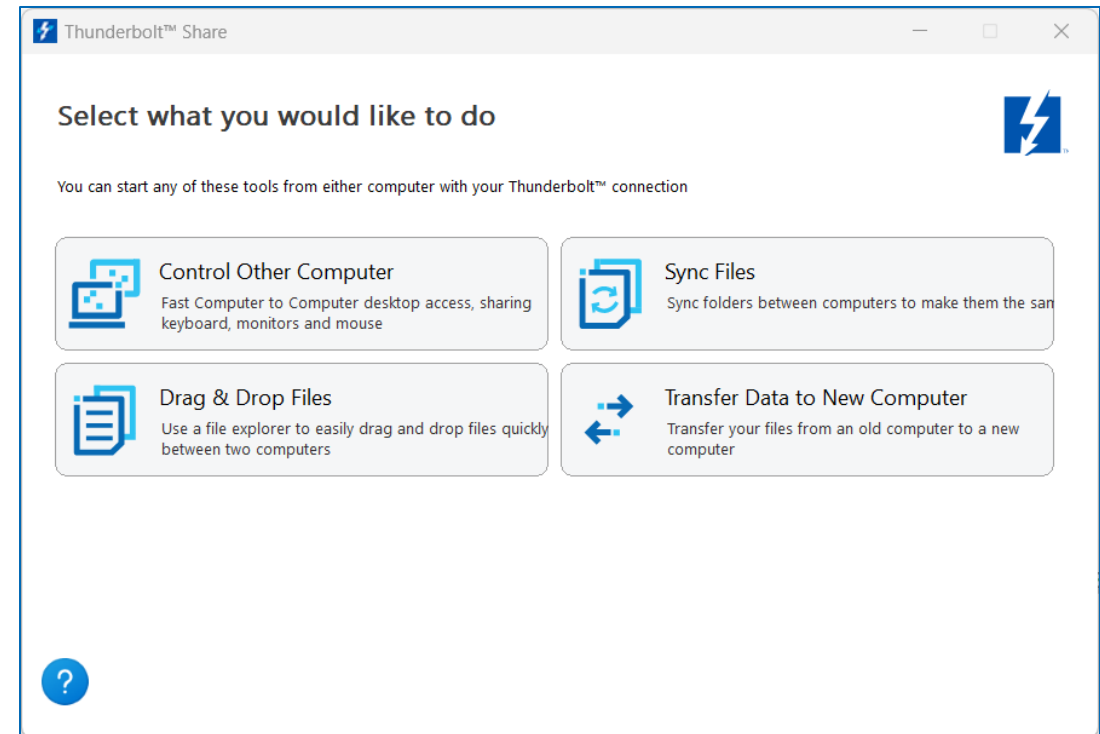 Thunderbolt™ Share
Select what you would like to do
You can start any of these tools from either computer with your Thunderbolt™ connection
Control Other Computer
Fast Computer to Computer desktop access, sharing
keyboard, monitors and mouse
Sync Files
Sync folders between computers to make them the san
Drag & Drop Files
Use a file explorer to easily drag and drop files quickly
between two computers
Transfer Data to New Computer
Transfer your files from an old computer to a new
computer
?